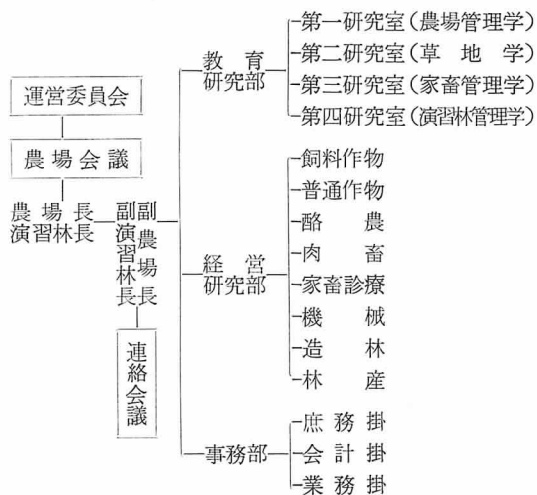 運営委員会
農場会議
農場長
演習林長
副農場長
副演習林長
連絡会議
教育
研究部
第一研究室(農場管理学)
第二研究室(草地学)
第三研究室(家畜管理学)
第四研究室(演習林管理学)
経営
研究部
飼料作物
普通作物
酪農
肉畜
家畜診療
機械
造林
林産
事務部
庶務掛
会計掛
業務掛